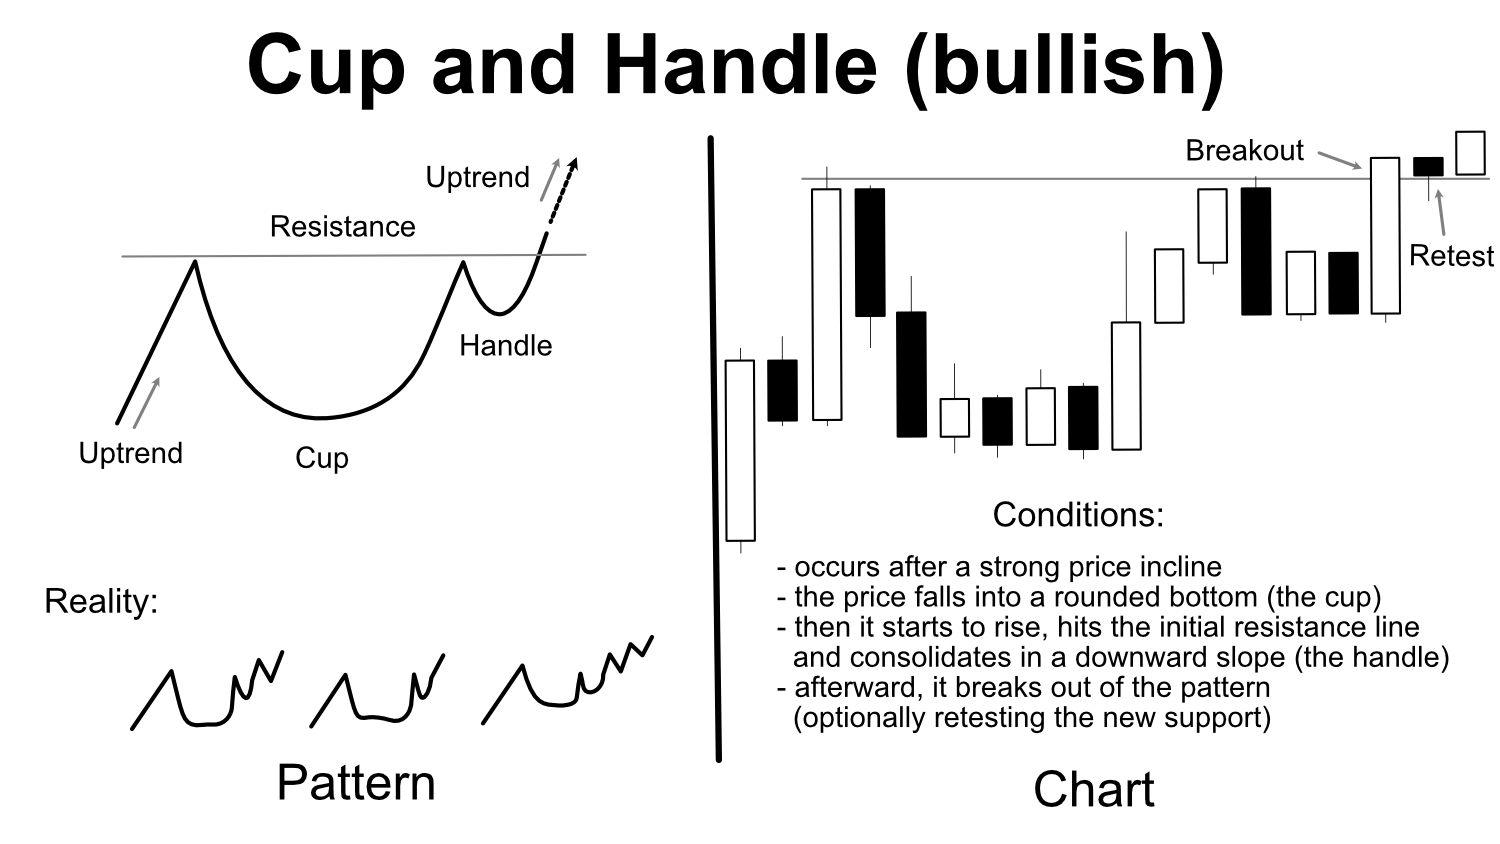 Cup and Handle (bullish)
Uptrend
Resistance
Handle
Uptrend
Cup
Reality:
Pattern
Breakout
Retest
Conditions:
- occurs after a strong price incline
- the price falls into a rounded bottom (the cup)
- then it starts to rise, hits the initial resistance line
and consolidates in a downward slope (the handle)
- afterward, it breaks out of the pattern
(optionally retesting the new support)
Chart